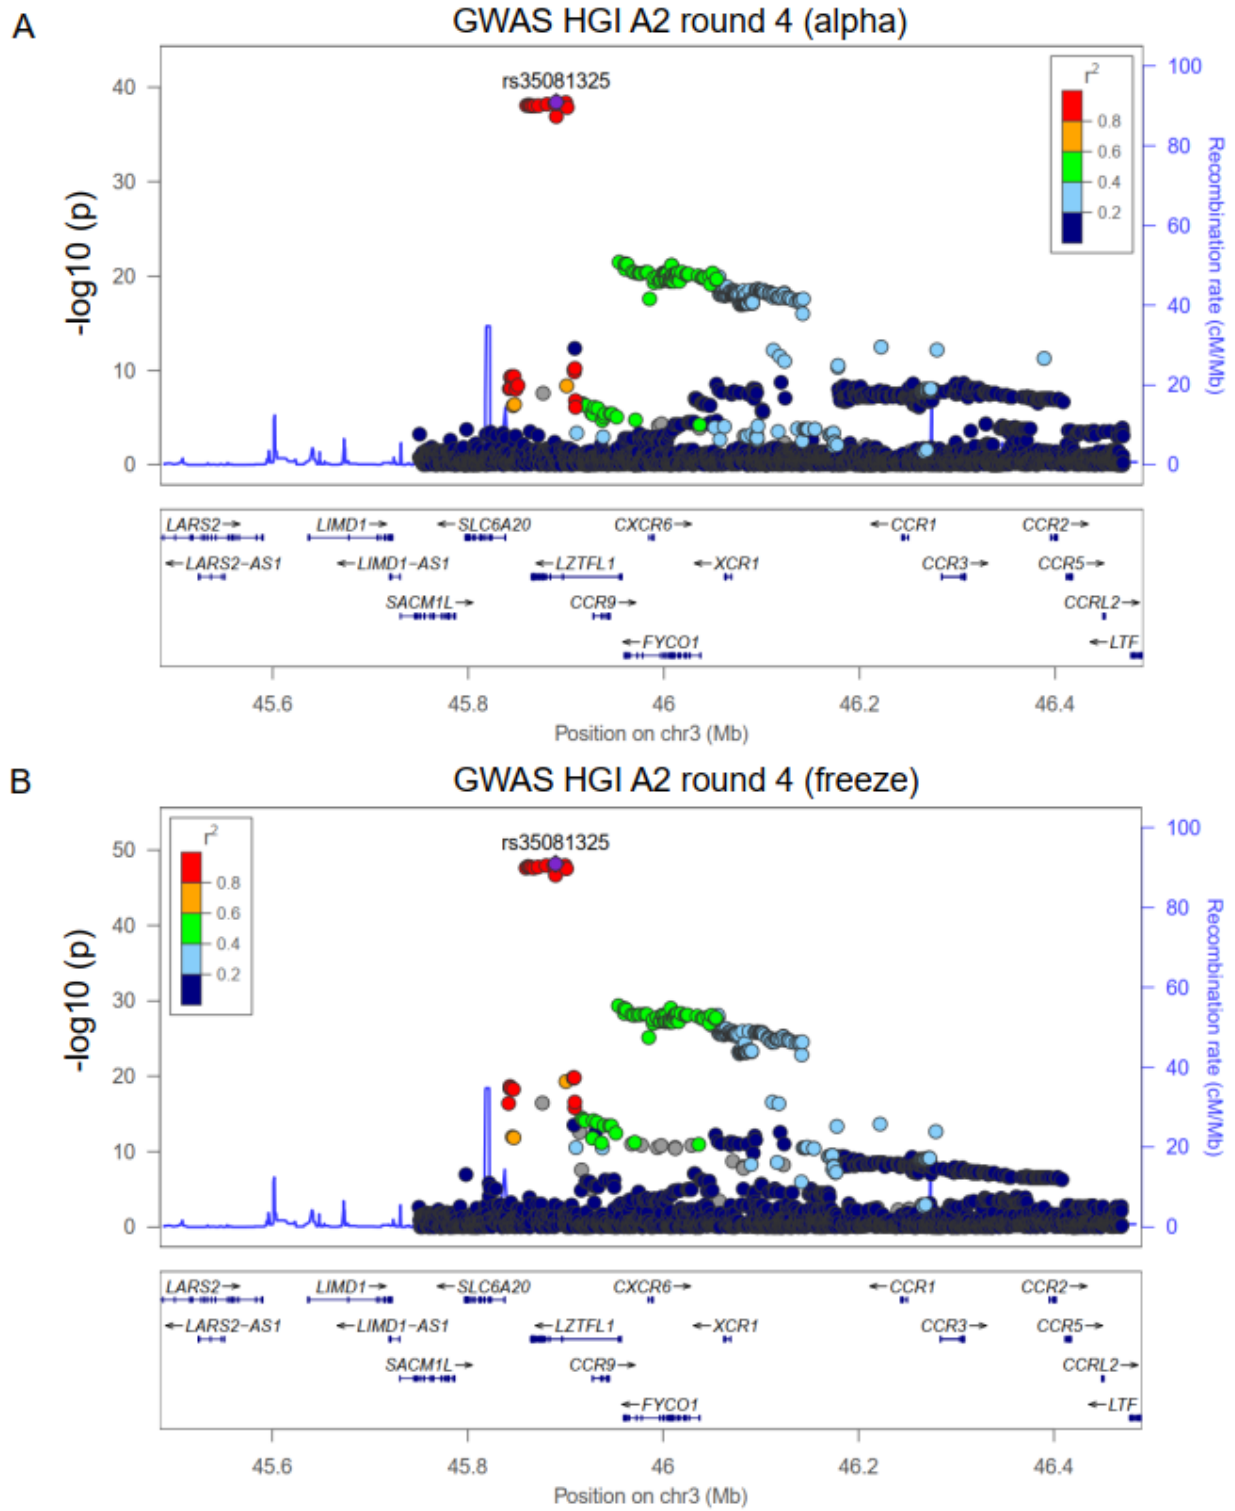 A
GWAS HGI A2 round 4 (alpha)
rs35081325
r2
0.8
0.6
0.4
0.2
-log10 (p)
40
30
20
10
0
100
80
60
40
20
0
Recombination rate (cM/Mb)
LARS2→ LIMD1→ ←SLC6A20 CXCR6→ ←CCR1 CCR2→
←LARS2−AS1 ←LIMD1−AS1 ←LZTFL1 ←XCR1 CCR3→ CCR5→
SACM1L→ CCR9→ CCRL2→
←FYCO1 ←LTF
45.6 45.8 46 46.2 46.4
Position on chr3 (Mb)
B
GWAS HGI A2 round 4 (freeze)
rs35081325
r2
0.8
0.6
0.4
0.2
-log10 (p)
50
40
30
20
10
0
100
80
60
40
20
0
Recombination rate (cM/Mb)
LARS2→ LIMD1→ ←SLC6A20 CXCR6→ ←CCR1 CCR2→
←LARS2−AS1 ←LIMD1−AS1 ←LZTFL1 ←XCR1 CCR3→ CCR5→
SACM1L→ CCR9→ CCRL2→
←FYCO1 ←LTF
45.6 45.8 46 46.2 46.4
Position on chr3 (Mb)